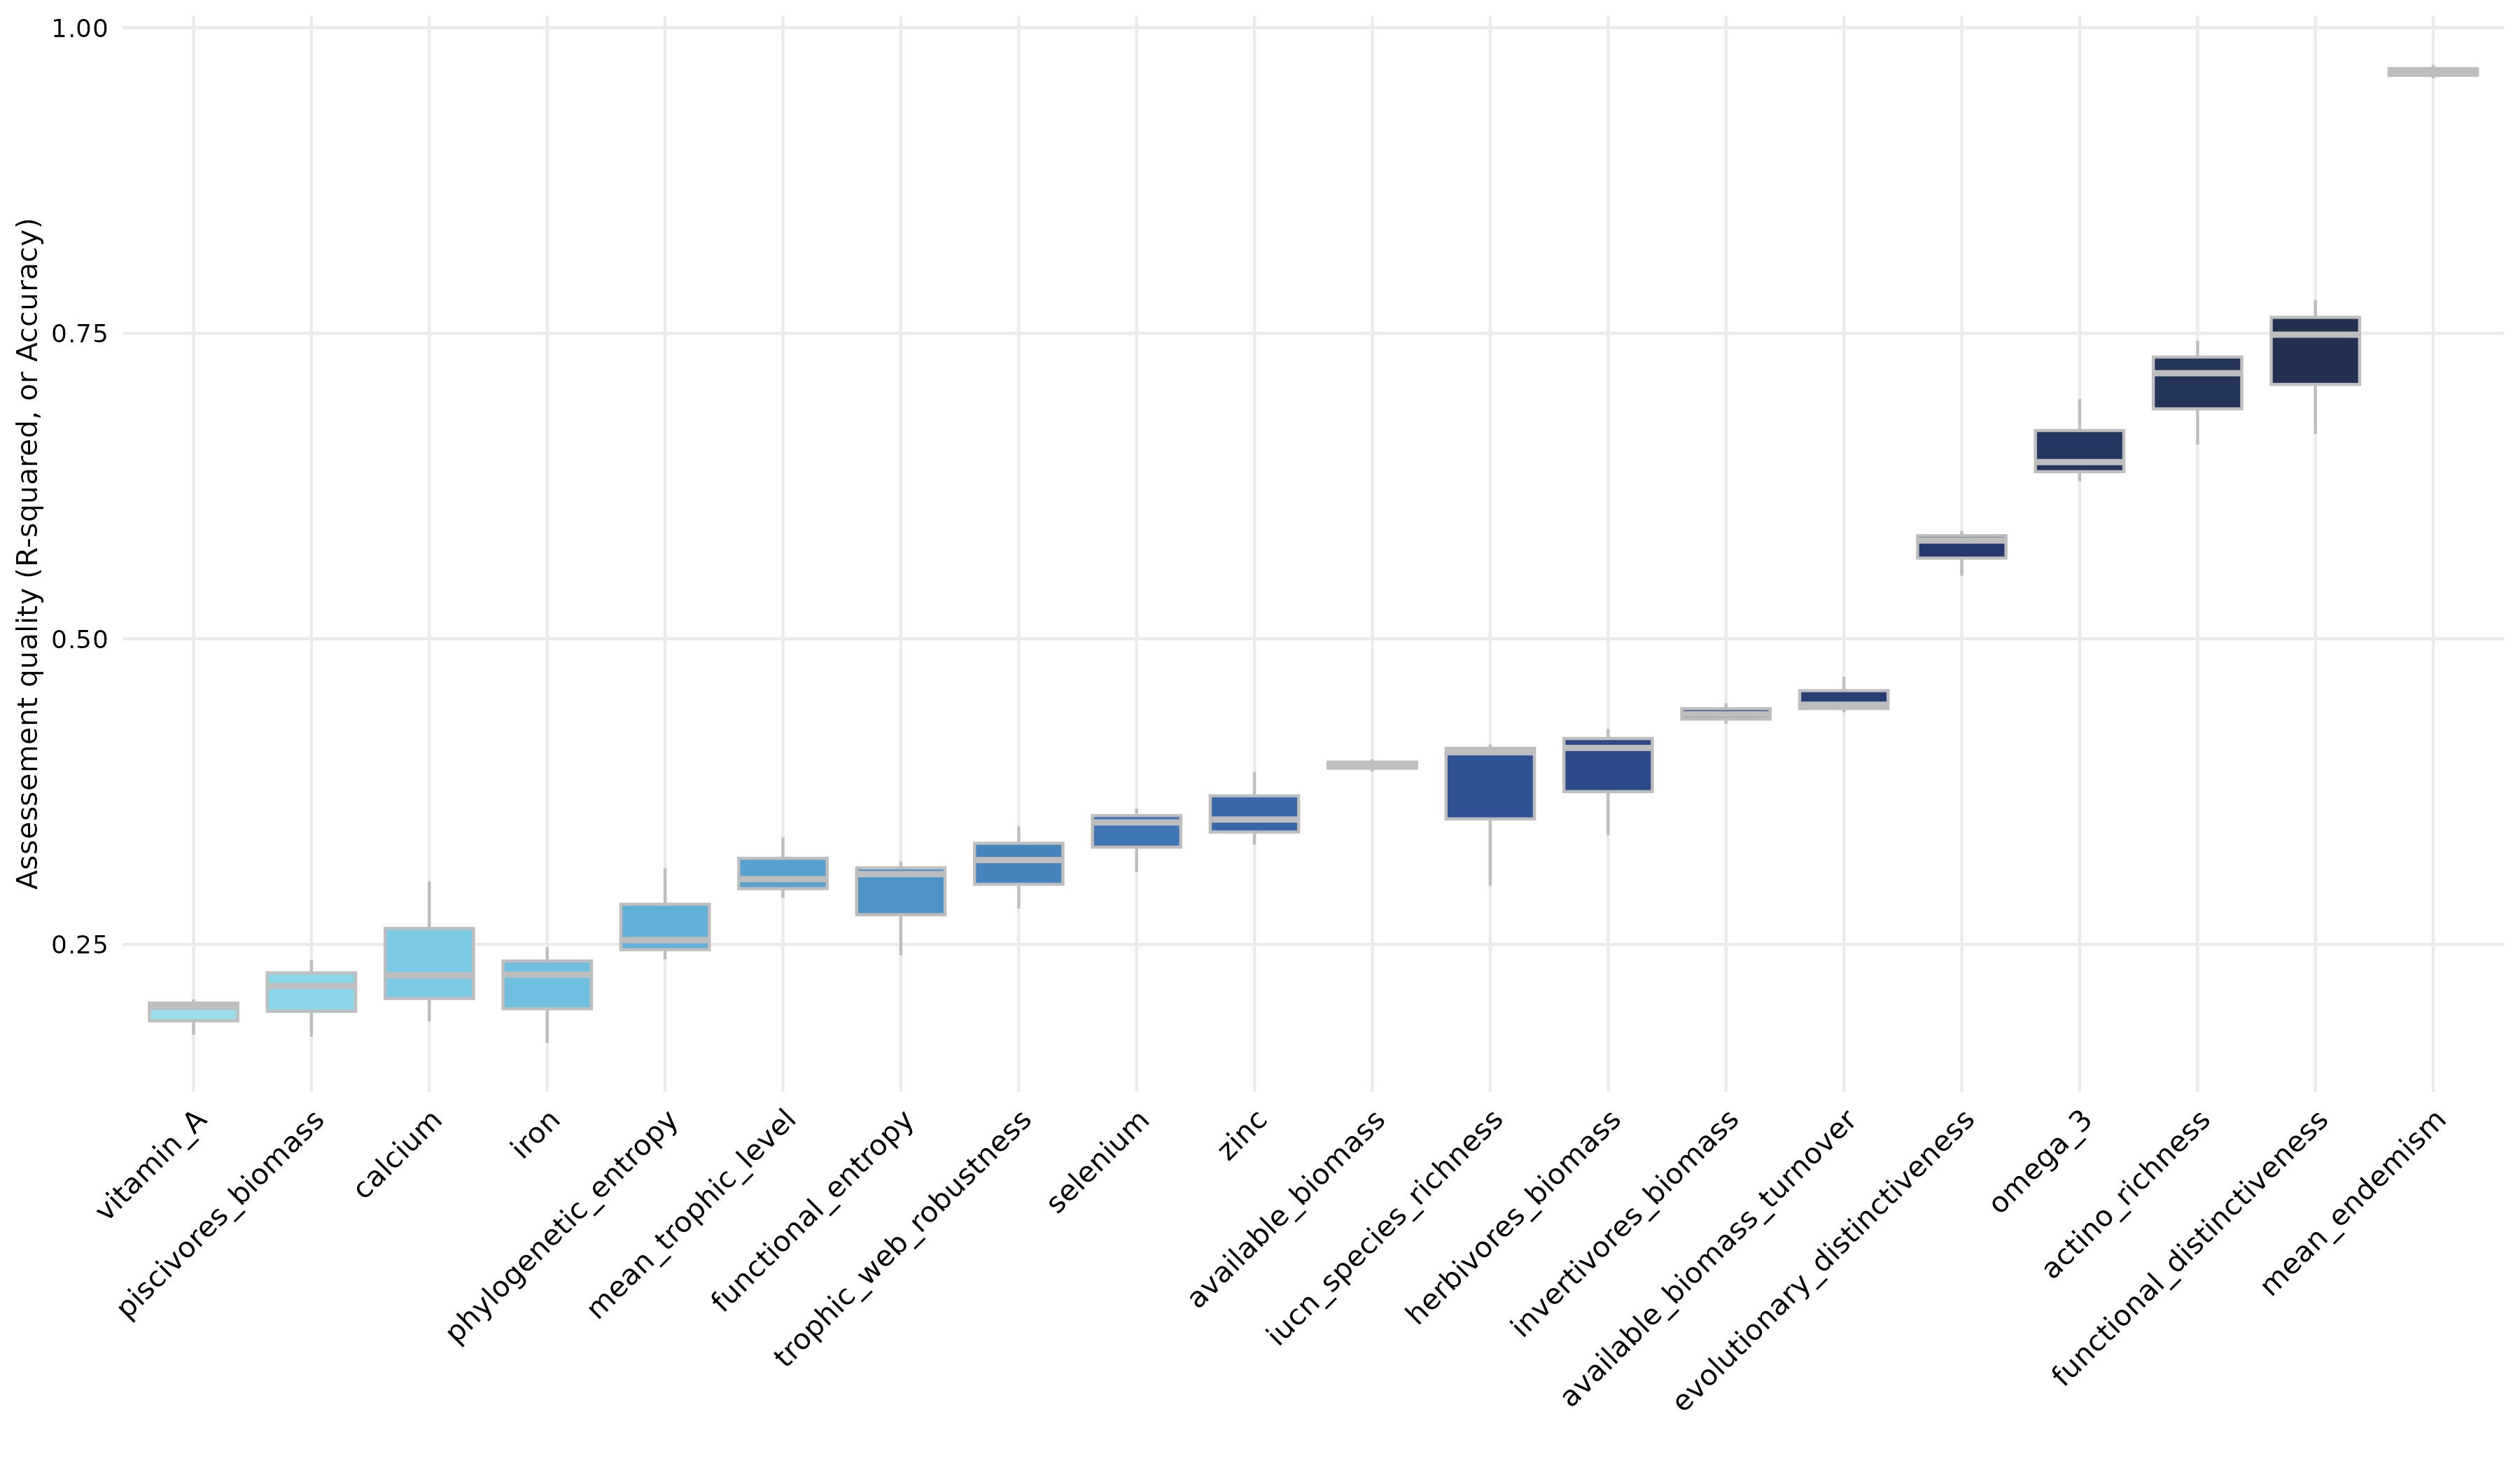 Assessement quality (R-squared, or Accuracy)
1.00
0.75
0.50
0.25
vitamin_A
piscivores_biomass
calcium
iron
phylogenetic_entropy
mean_trophic_level
functional_entropy
trophic_web_robustness
selenium
zinc
available_biomass
iucn_species_richness
herbivores_biomass
invertivores_biomass
available_biomass_turnover
evolutionary_distinctiveness
omega_3
actino_richness
functional_distinctiveness
mean_endemism